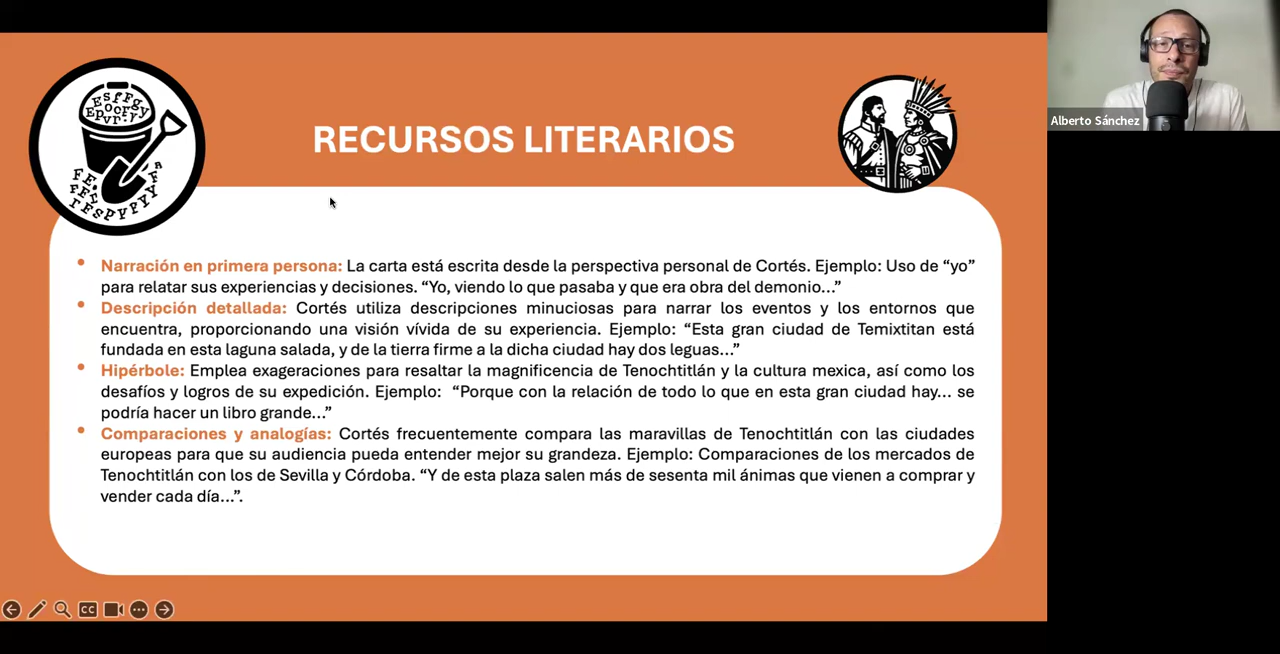 RECURSOS LITERARIOS
Alberto Sánchez
• Narración en primera persona: La carta está escrita desde la perspectiva personal de Cortés. Ejemplo: Uso de “yo”
para relatar sus experiencias y decisiones. “Yo, viendo lo que pasaba y que era obra del demonio...”
• Descripción detallada: Cortés utiliza descripciones minuciosas para narrar los eventos y los entornos que
encuentra, proporcionando una visión vívida de su experiencia. Ejemplo: “Esta gran ciudad de Temixtitan está
fundada en esta laguna salada, y de la tierra firme a la dicha ciudad hay dos leguas...”
• Hipérbole: Emplea exageraciones para resaltar la magnificencia de Tenochtitlán y la cultura mexica, así como los
desafíos y logros de su expedición. Ejemplo: “Porque con la relación de todo lo que en esta gran ciudad hay... se
podría hacer un libro grande...”
• Comparaciones y analogías: Cortés frecuentemente compara las maravillas de Tenochtitlán con las ciudades
europeas para que su audiencia pueda entender mejor su grandeza. Ejemplo: Comparaciones de los mercados de
Tenochtitlán con los de Sevilla y Córdoba. “Y de esta plaza salen más de sesenta mil ánimas que vienen a comprar y
vender cada día...”.
CC